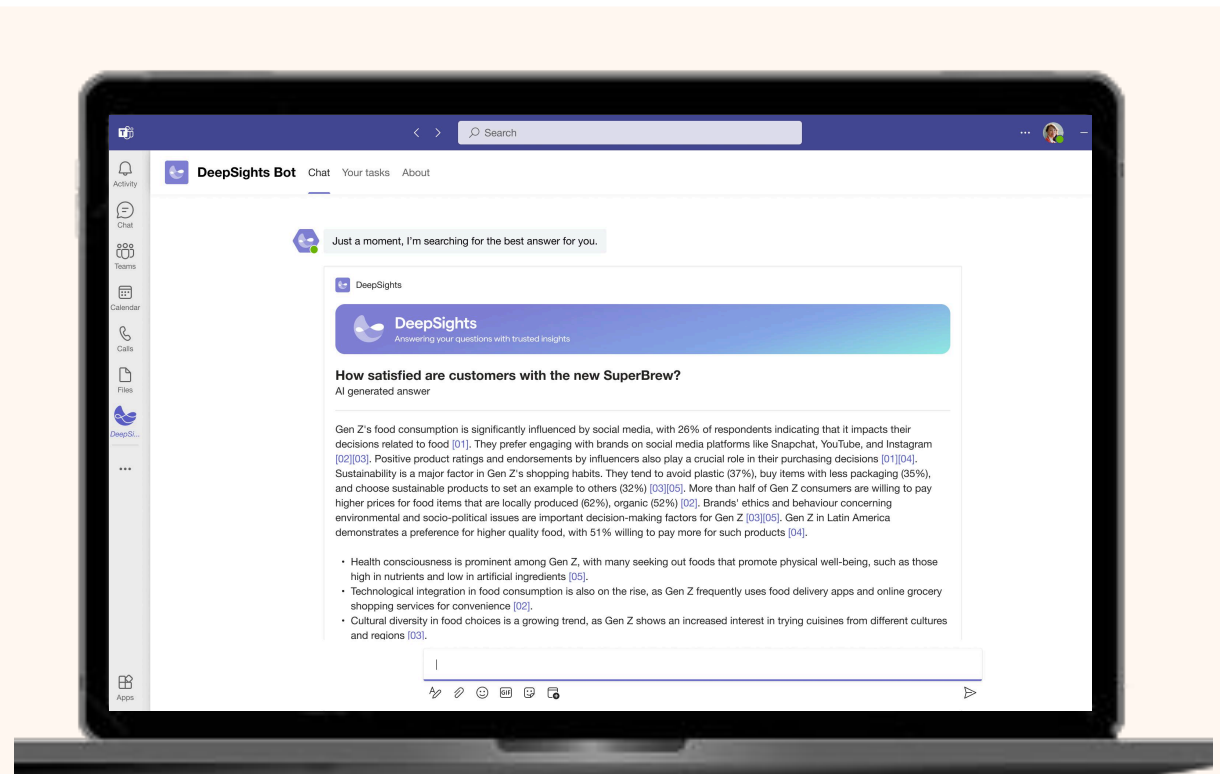 Search
Activity
Chat
Teams
Calendar
Calls
Files
DeepSi...
Apps
DeepSights Bot Chat Your tasks About
Just a moment, I'm searching for the best answer for you.
DeepSights
DeepSights
Answering your questions with trusted insights
How satisfied are customers with the new SuperBrew?
AI generated answer
Gen Z's food consumption is significantly influenced by social media, with 26% of respondents indicating that it impacts their
decisions related to food [01]. They prefer engaging with brands on social media platforms like Snapchat, YouTube, and Instagram
[02][03]. Positive product ratings and endorsements by influencers also play a crucial role in their purchasing decisions [01][04].
Sustainability is a major factor in Gen Z's shopping habits. They tend to avoid plastic (37%), buy items with less packaging (35%),
and choose sustainable products to set an example to others (32%) [03][05]. More than half of Gen Z consumers are willing to pay
higher prices for food items that are locally produced (62%), organic (52%) [02]. Brands' ethics and behaviour concerning
environmental and socio-political issues are important decision-making factors for Gen Z [03][05]. Gen Z in Latin America
demonstrates a preference for higher quality food, with 51% willing to pay more for such products [04].
• Health consciousness is prominent among Gen Z, with many seeking out foods that promote physical well-being, such as those
high in nutrients and low in artificial ingredients [05].
• Technological integration in food consumption is also on the rise, as Gen Z frequently uses food delivery apps and online grocery
shopping services for convenience [02].
• Cultural diversity in food choices is a growing trend, as Gen Z shows an increased interest in trying cuisines from different cultures
and regions [03].
GIF